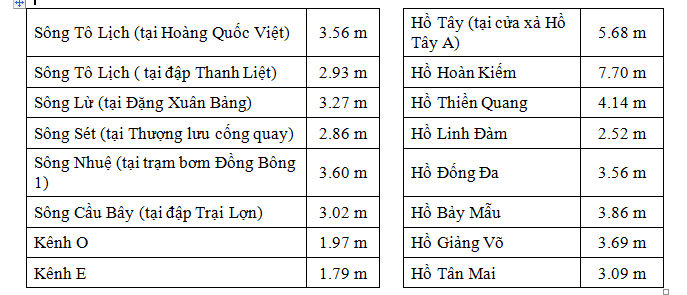 Sông Tô Lịch (tại Hoàng Quốc Việt) 3.56 m
Sông Tô Lịch ( tại đập Thanh Liệt) 2.93 m
Sông Lừ (tại Đặng Xuân Bảng) 3.27 m
Sông Sét (tại Thượng lưu cống quay) 2.86 m
Sông Nhuệ (tại trạm bơm Đồng Bông
1) 3.60 m
Sông Cầu Bây (tại đập Trại Lợn) 3.02 m
Kênh O 1.97 m
Kênh E 1.79 m
Hồ Tây (tại cửa xả Hồ
Tây A) 5.68 m
Hồ Hoàn Kiếm 7.70 m
Hồ Thiền Quang 4.14 m
Hồ Linh Đàm 2.52 m
Hồ Đống Đa 3.56 m
Hồ Bảy Mẫu 3.86 m
Hồ Giảng Võ 3.69 m
Hồ Tân Mai 3.09 m